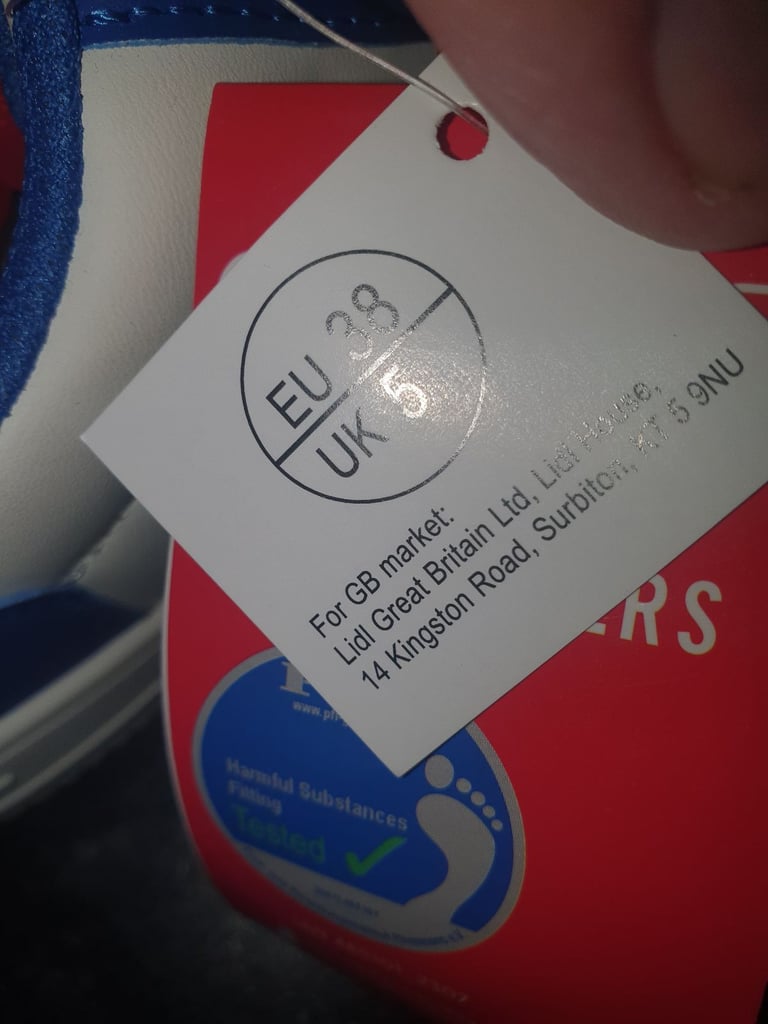 EU 38
UK 5
For GB market:
Lidl Great Britain Ltd, Lidl House,
14 Kingston Road, Surbiton, KT 5 9NU
ERS
Harmful Substances
Fitting
Tested